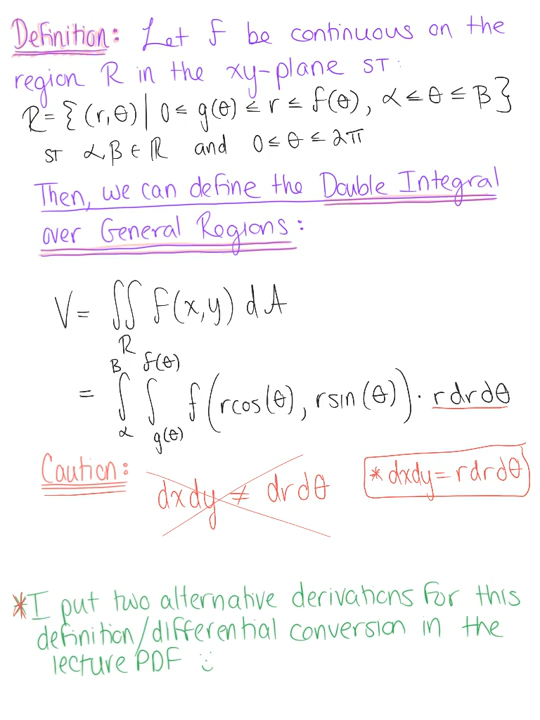 Definition: Let f be continuous on the
region R in the xy-plane ST:
R = {(r,θ) | 0 ≤ g(θ) ≤ r ≤ f(θ), α ≤ θ ≤ B}
ST α,B ∈ ℝ and 0 ≤ θ ≤ 2π
Then, we can define the Double Integral
over General Regions:
V = ∬_R f(x,y) dA
= ∫_α^B ∫_{g(θ)}^{f(θ)} f(rcos(θ), rsin(θ)) · rdrdθ
Caution: dxdy ≠ drdθ *dxdy = rdrdθ
*I put two alternative derivations for this
definition/differential conversion in the
lecture PDF :)